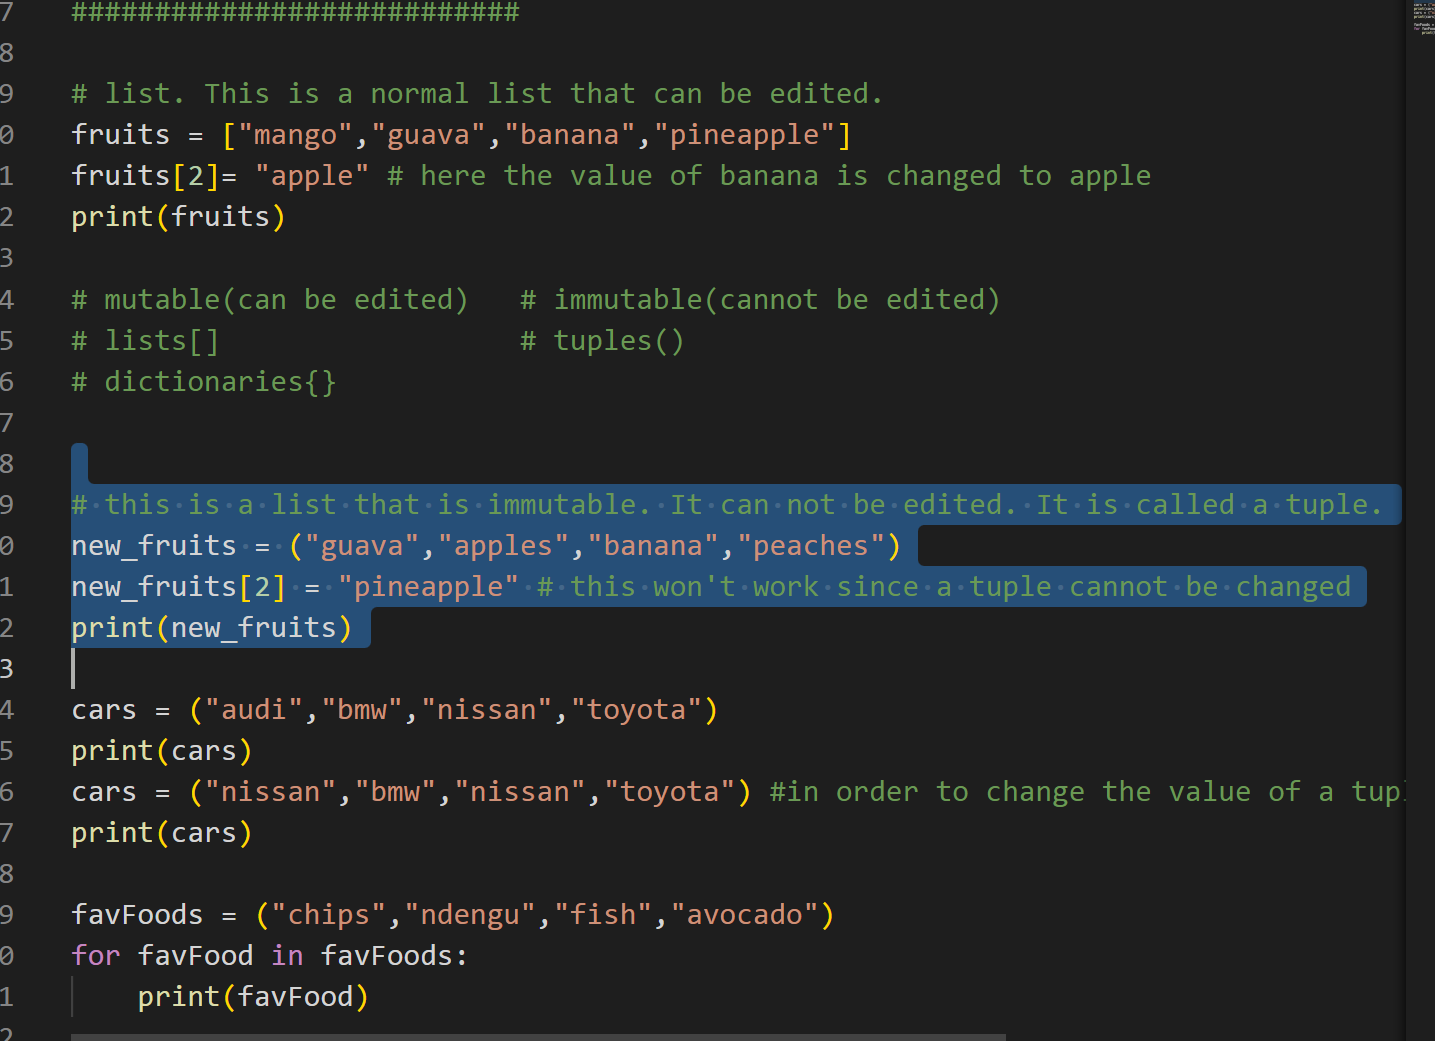 7 ###########################
8
9 # list. This is a normal list that can be edited.
0 fruits = ["mango","guava","banana","pineapple"]
1 fruits[2]= "apple" # here the value of banana is changed to apple
2 print(fruits)
3
4 # mutable(can be edited)   # immutable(cannot be edited)
5 # lists[]                  # tuples()
6 # dictionaries{}
7
8
9 # this is a list that is immutable. It can not be edited. It is called a tuple.
0 new_fruits = ("guava","apples","banana","peaches")
1 new_fruits[2] = "pineapple" # this won't work since a tuple cannot be changed
2 print(new_fruits)
3
4 cars = ("audi","bmw","nissan","toyota")
5 print(cars)
6 cars = ("nissan","bmw","nissan","toyota") #in order to change the value of a tup
7 print(cars)
8
9 favFoods = ("chips","ndengu","fish","avocado")
0 for favFood in favFoods:
1     print(favFood)
2